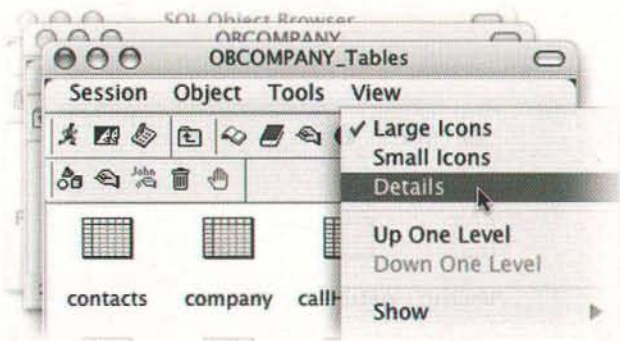 SQL Object Browser
OBCOMPANY
OBCOMPANY_Tables
Session Object Tools View
✓ Large Icons
Small Icons
Details
Up One Level
Down One Level
Show
John
contacts company